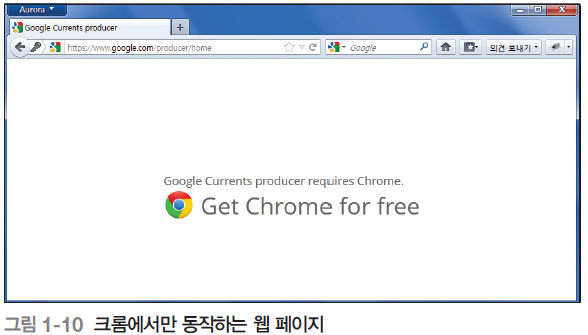 Aurora
Google Currents producer
https://www.google.com/producer/home
Google
의견 보내기
Google Currents producer requires Chrome.
Get Chrome for free
그림 1-10 크롬에서만 동작하는 웹 페이지